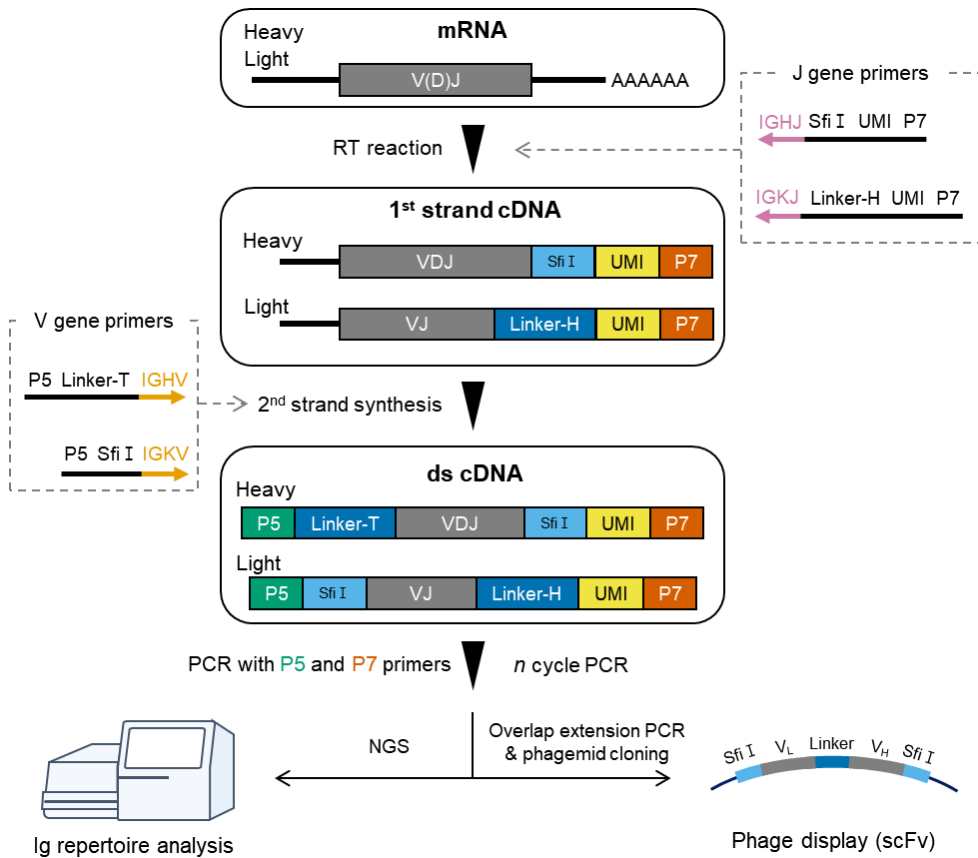 mRNA
Heavy
Light
V(D)J
AAAAAA
J gene primers
IGHJ Sfi I UMI P7
IGKJ Linker-H UMI P7
RT reaction
1st strand cDNA
Heavy
VDJ Sfi I UMI P7
Light
VJ Linker-H UMI P7
V gene primers
P5 Linker-T IGHV
P5 Sfi I IGKV
2nd strand synthesis
ds cDNA
Heavy
P5 Linker-T VDJ Sfi I UMI P7
Light
P5 Sfi I VJ Linker-H UMI P7
PCR with P5 and P7 primers
n cycle PCR
NGS
Overlap extension PCR
& phagemid cloning
Sfi I VL Linker VH Sfi I
Ig repertoire analysis
Phage display (scFv)